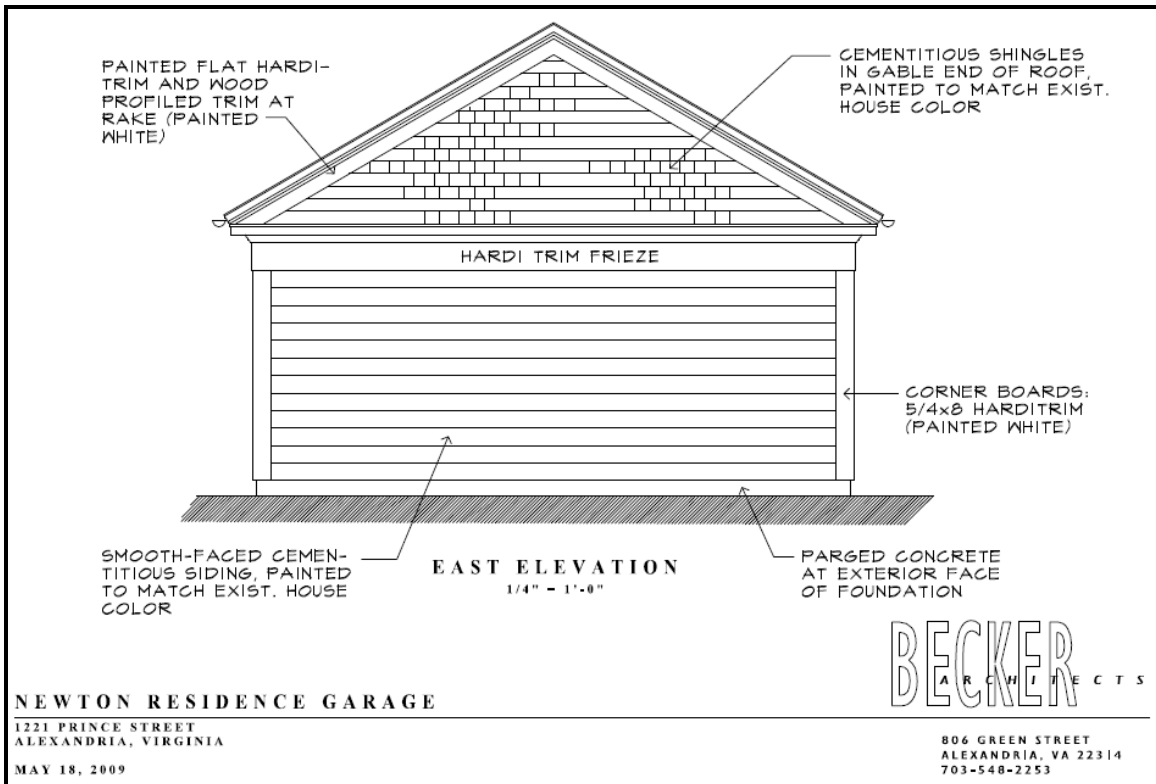 PAINTED FLAT HARDI-
TRIM AND WOOD
PROFILED TRIM AT
RAKE (PAINTED
WHITE)
CEMENTITIOUS SHINGLES
IN GABLE END OF ROOF,
PAINTED TO MATCH EXIST.
HOUSE COLOR
HARDI TRIM FRIEZE
CORNER BOARDS:
5/4x8 HARDITRIM
(PAINTED WHITE)
SMOOTH-FACED CEMEN-
TITIOUS SIDING, PAINTED
TO MATCH EXIST. HOUSE
COLOR
EAST ELEVATION
1/4" = 1'-0"
PARGED CONCRETE
AT EXTERIOR FACE
OF FOUNDATION
BECKER
ARCHITECTS
NEWTON RESIDENCE GARAGE
1221 PRINCE STREET
ALEXANDRIA, VIRGINIA
MAY 18, 2009
806 GREEN STREET
ALEXANDRIA, VA 22314
703-548-2253